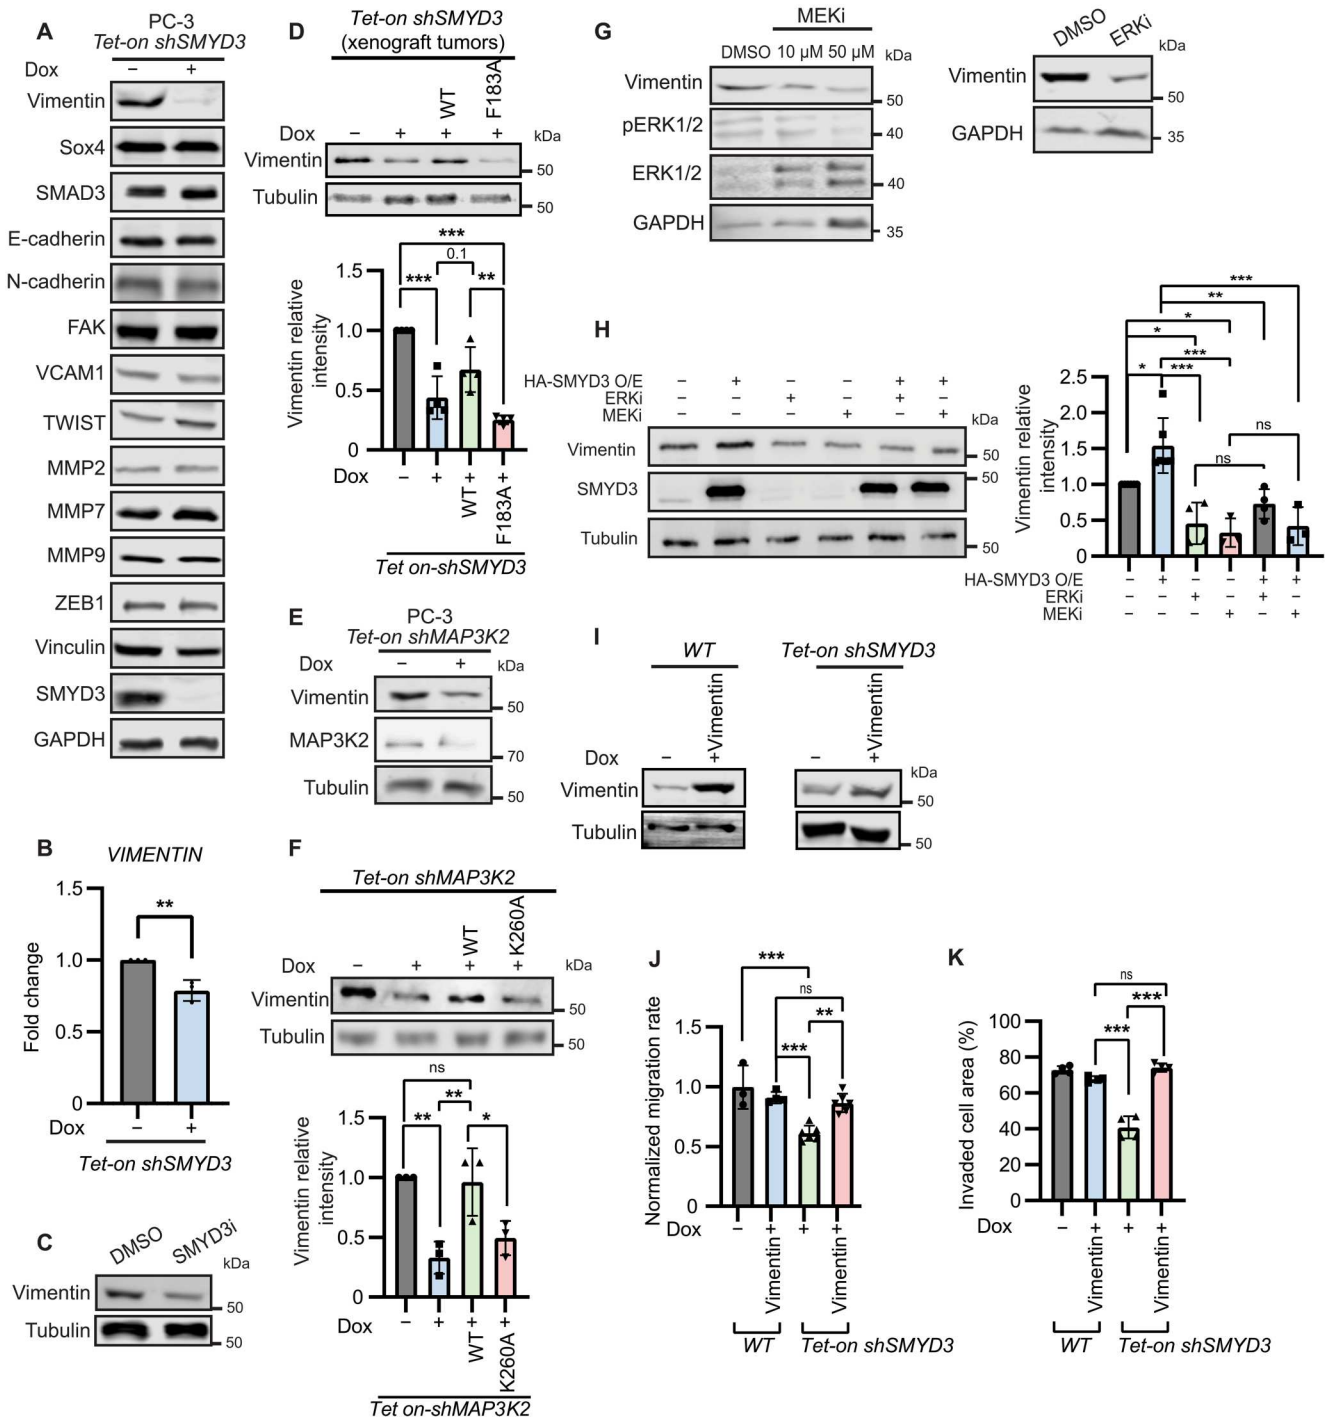 A
PC-3
Tet-on shSMYD3
Dox – +
Vimentin
Sox4
SMAD3
E-cadherin
N-cadherin
FAK
VCAM1
TWIST
MMP2
MMP7
MMP9
ZEB1
Vinculin
SMYD3
GAPDH
B
VIMENTIN
**
Fold change
1.5
1.0
0.5
0
Dox – +
Tet-on shSMYD3
C
DMSO SMYD3i
kDa
Vimentin
50
Tubulin
50
D
Tet-on shSMYD3
(xenograft tumors)
WT F183A
Dox – + + + kDa
Vimentin
50
Tubulin
50
***
0.1
*** **
Vimentin relative
intensity
1.5
1.0
0.5
0
Dox – + WT + F183A +
Tet on-shSMYD3
E
PC-3
Tet-on shMAP3K2
Dox – + kDa
Vimentin
50
MAP3K2
70
Tubulin
50
F
Tet-on shMAP3K2
WT K260A
Dox – + + + kDa
Vimentin
50
Tubulin
50
ns
**
** *
Vimentin relative
intensity
1.5
1.0
0.5
0
Dox – + + +
WT K260A
Tet on-shMAP3K2
G
MEKi
DMSO 10 µM 50 µM kDa
Vimentin
50
pERK1/2
40
ERK1/2
40
GAPDH
35
DMSO ERKi
kDa
Vimentin
50
GAPDH
35
H
HA-SMYD3 O/E – + – – + +
ERKi – – + – + –
MEKi – – – + – +
kDa
Vimentin
50
SMYD3
50
Tubulin
50
***
**
*
*
***
* ***
ns
ns
Vimentin relative
intensity
2.5
2.0
1.5
1.0
0.5
0
HA-SMYD3 O/E – + – – + +
ERKi – – + – + –
MEKi – – – + – +
I
WT
Tet-on shSMYD3
Dox – +Vimentin – +Vimentin
kDa
Vimentin
50
Tubulin
50
J
***
ns
**
***
Normalized migration rate
1.5
1.0
0.5
0
Dox – Vimentin + + Vimentin +
WT Tet-on shSMYD3
K
ns
***
***
Invaded cell area (%)
100
80
60
40
20
0
Dox – Vimentin + + Vimentin +
WT Tet-on shSMYD3